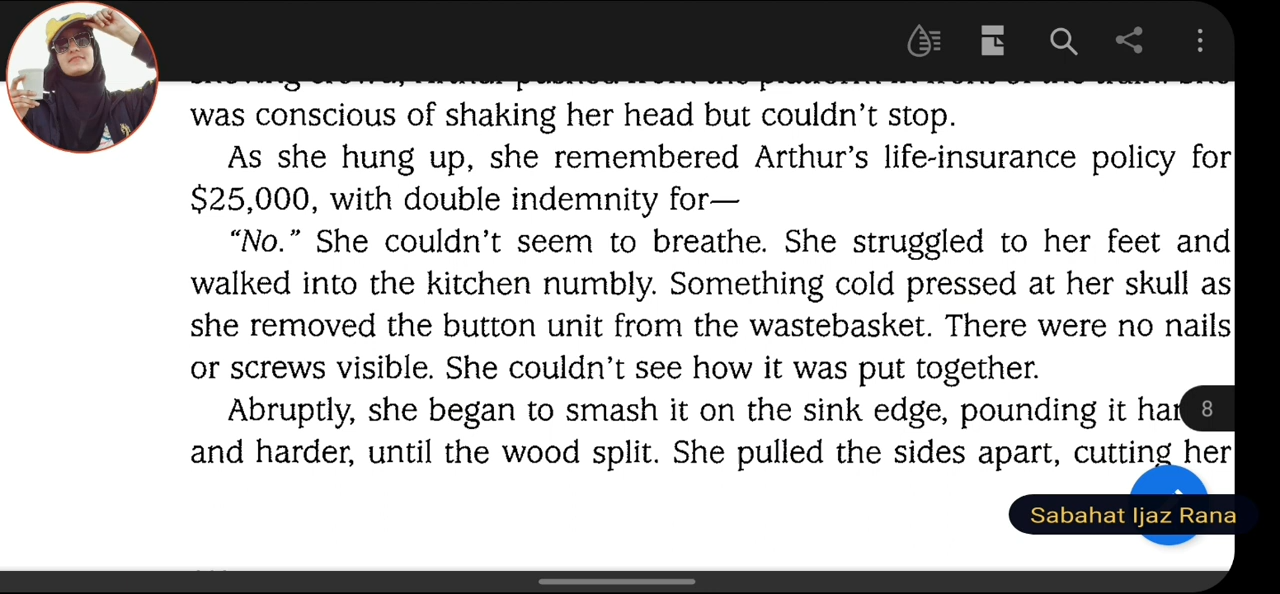 was conscious of shaking her head but couldn't stop.
As she hung up, she remembered Arthur's life-insurance policy for
$25,000, with double indemnity for—
“No.” She couldn't seem to breathe. She struggled to her feet and
walked into the kitchen numbly. Something cold pressed at her skull as
she removed the button unit from the wastebasket. There were no nails
or screws visible. She couldn't see how it was put together.
Abruptly, she began to smash it on the sink edge, pounding it
8
and harder, until the wood split. She pulled the sides apart, cutting her
Sabahat Ijaz Rana